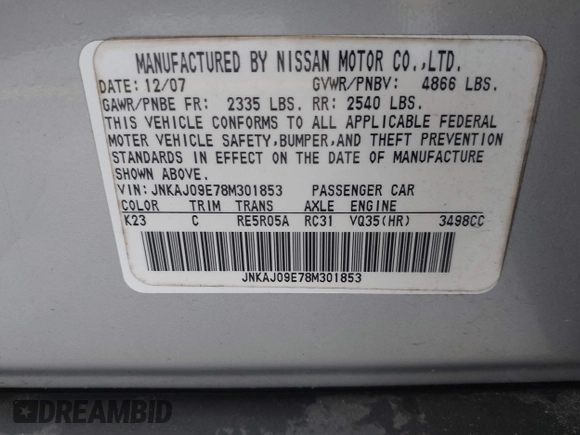 MANUFACTURED BY NISSAN MOTOR CO.,LTD.
DATE: 12/07 GVWR/PNBV: 4866 LBS.
GAWR/PNBE FR: 2335 LBS. RR: 2540 LBS.
THIS VEHICLE CONFORMS TO ALL APPLICABLE FEDERAL
MOTOR VEHICLE SAFETY,BUMPER,AND THEFT PREVENTION
STANDARDS IN EFFECT ON THE DATE OF MANUFACTURE
SHOWN ABOVE.
VIN: JNKAJ09E78M301853 PASSENGER CAR
COLOR TRIM TRANS AXLE ENGINE
K23 C RE5R05A RC31 VQ35(HR) 3498CC
JNKAJ09E78M301853
DREAMBID